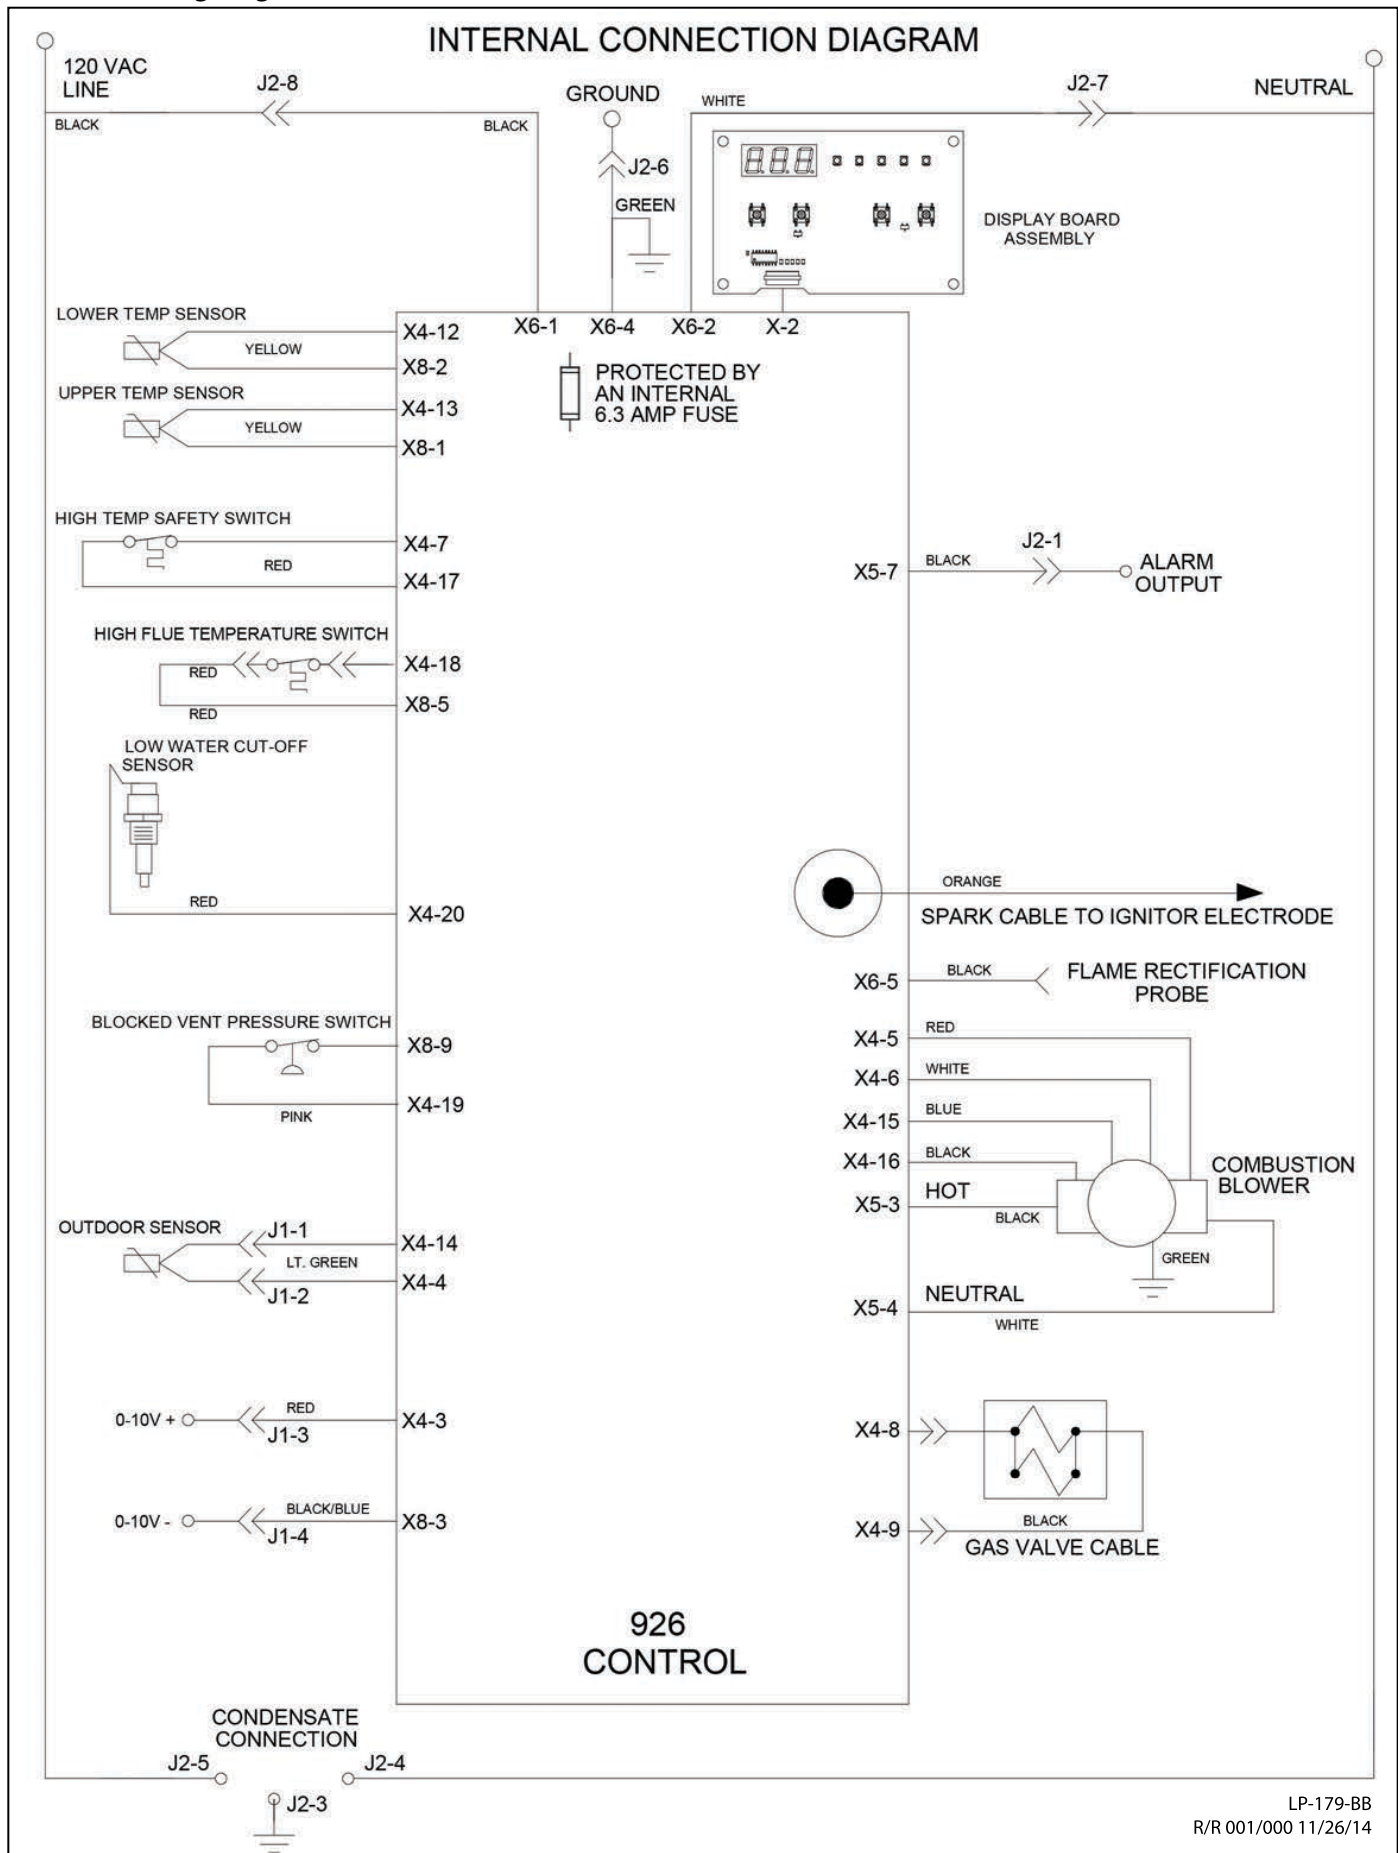 INTERNAL CONNECTION DIAGRAM
120 VAC
LINE
J2-8
GROUND
WHITE
J2-7
NEUTRAL
BLACK
BLACK
J2-6
GREEN
DISPLAY BOARD
ASSEMBLY
X6-1
X6-4
X6-2
X-2
PROTECTED BY
AN INTERNAL
6.3 AMP FUSE
LOWER TEMP SENSOR
YELLOW
X4-12
X8-2
UPPER TEMP SENSOR
YELLOW
X4-13
X8-1
HIGH TEMP SAFETY SWITCH
RED
X4-7
X4-17
X5-7
BLACK
J2-1
ALARM
OUTPUT
HIGH FLUE TEMPERATURE SWITCH
RED
X4-18
X8-5
RED
LOW WATER CUT-OFF
SENSOR
RED
X4-20
ORANGE
SPARK CABLE TO IGNITOR ELECTRODE
X6-5
BLACK
FLAME RECTIFICATION
PROBE
BLOCKED VENT PRESSURE SWITCH
X8-9
X4-19
PINK
X4-5
RED
X4-6
WHITE
X4-15
BLUE
X4-16
BLACK
X5-3
HOT
BLACK
COMBUSTION
BLOWER
GREEN
X5-4
NEUTRAL
WHITE
OUTDOOR SENSOR
J1-1
X4-14
LT. GREEN
J1-2
X4-4
0-10V +
RED
J1-3
X4-3
0-10V -
BLACK/BLUE
J1-4
X8-3
X4-8
X4-9
BLACK
GAS VALVE CABLE
926
CONTROL
CONDENSATE
CONNECTION
J2-5
J2-4
J2-3
LP-179-BB
R/R 001/000 11/26/14